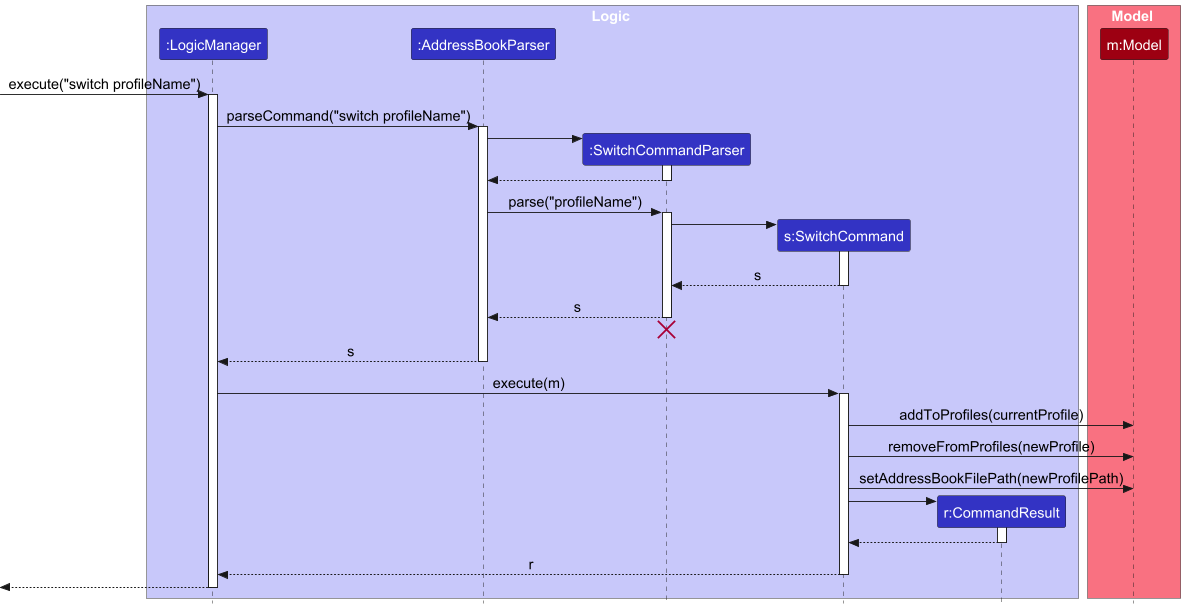 Logic
Model
:LogicManager
:AddressBookParser
m:Model
execute("switch profileName")
parseCommand("switch profileName")
:SwitchCommandParser
parse("profileName")
s:SwitchCommand
s
s
s
execute(m)
addToProfiles(currentProfile)
removeFromProfiles(newProfile)
setAddressBookFilePath(newProfilePath)
r:CommandResult
r